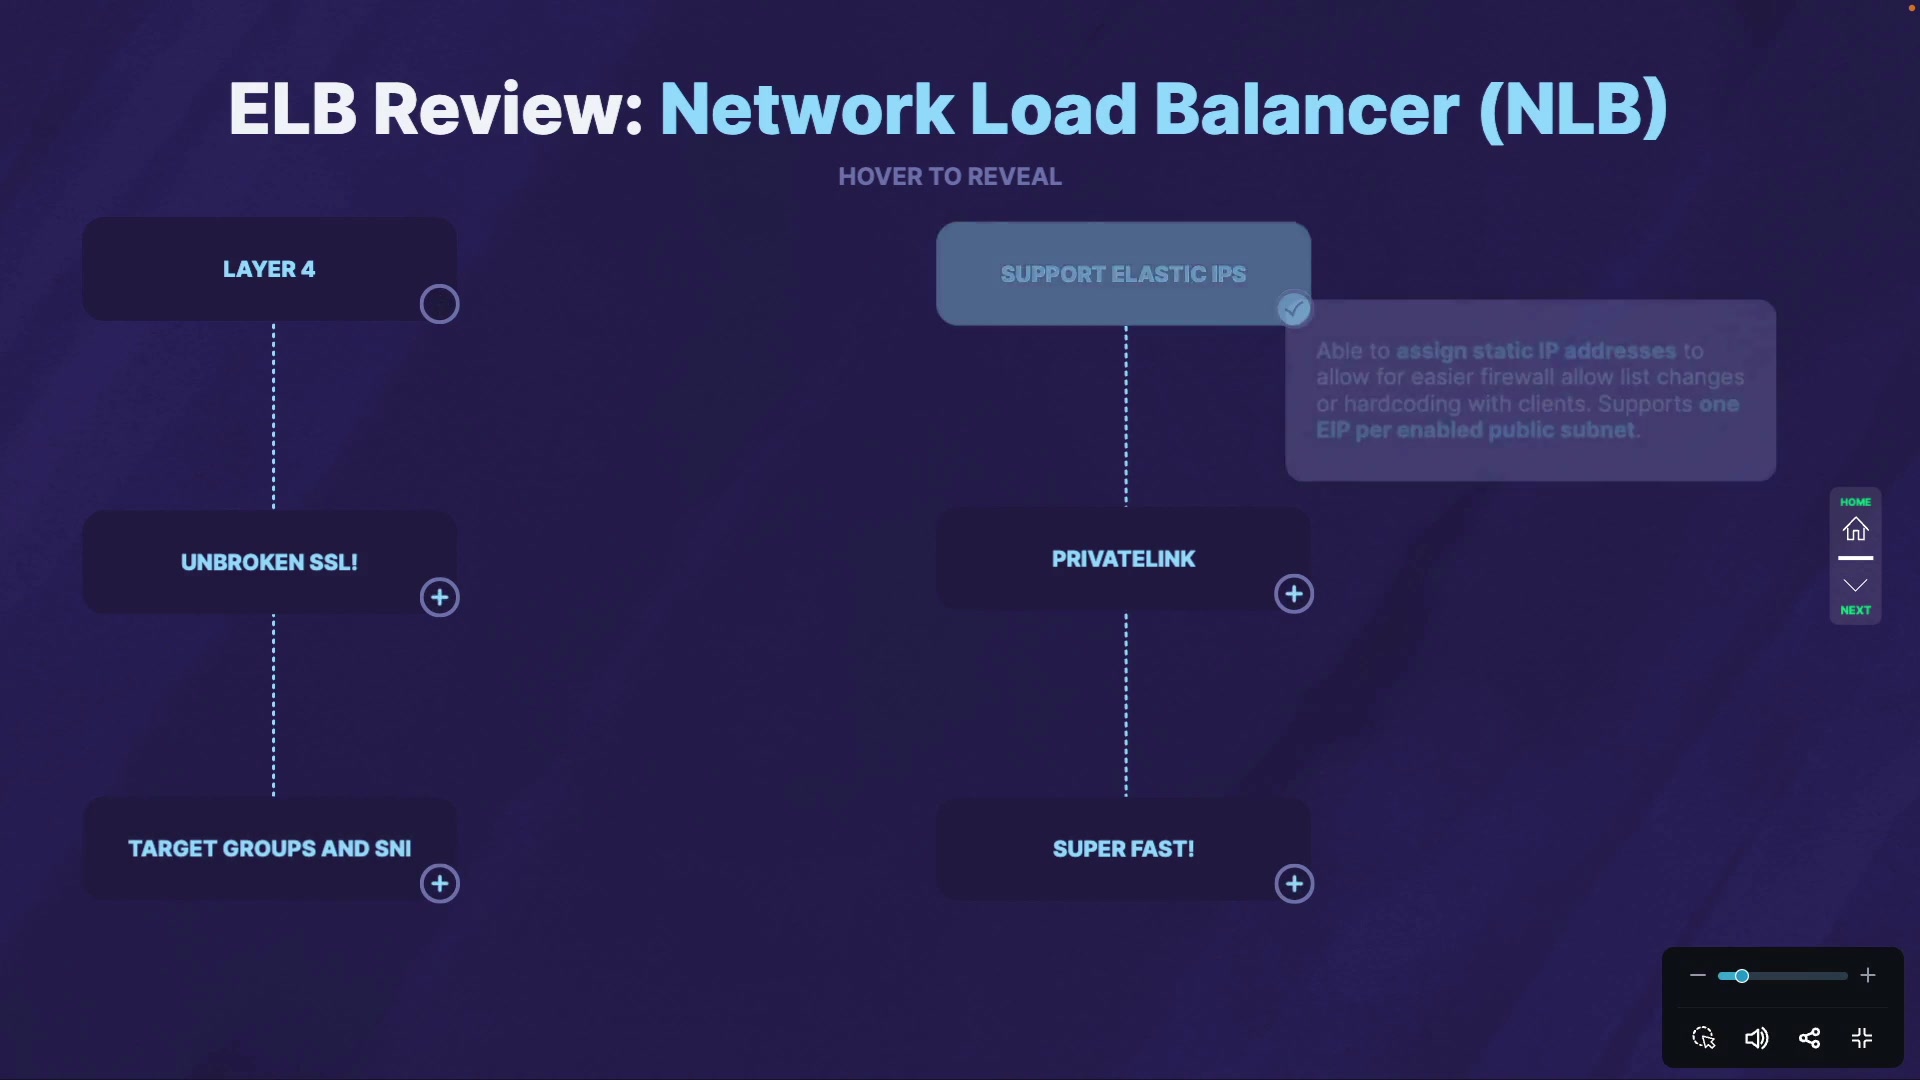 ELB Review: Network Load Balancer (NLB)
HOVER TO REVEAL
LAYER 4
UNBROKEN SSL!
TARGET GROUPS AND SNI
SUPPORT ELASTIC IPS
Able to assign static IP addresses to
allow for easier firewall allow list changes
or hardcoding with clients. Supports one
EIP per enabled public subnet.
PRIVATELINK
SUPER FAST!
HOME
NEXT